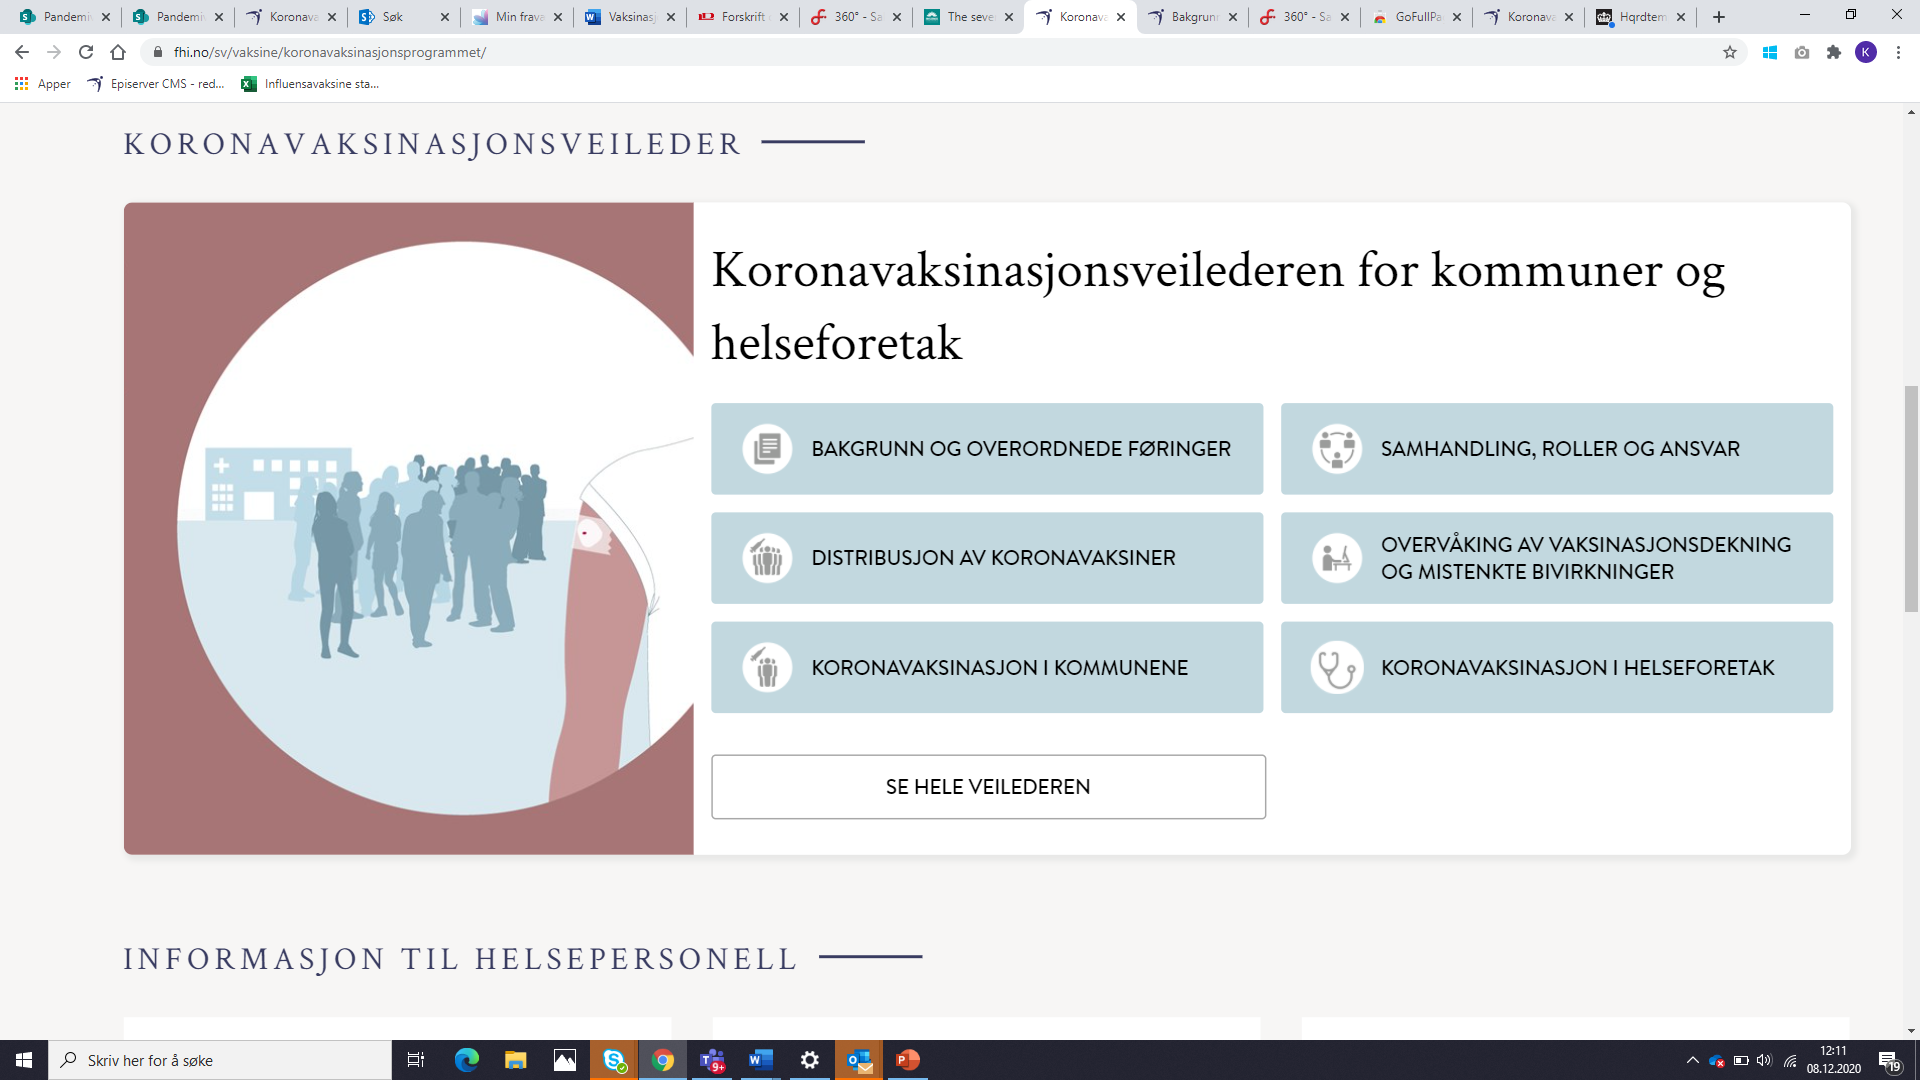 Pandemi
Pandemi
Korona
Søk
Min frava
Vaksinas
Forskrift
360° - Sa
The seve
Korona
Bakgrun
360° - Sa
GoFullPa
Korona
Hqrdtem
fhi.no/sv/vaksine/koronavaksinasjonsprogrammet/
K
Apper
Episerver CMS - red...
Influensavaksine sta...
KORONAVAKSINASJONSVEILEDER
Koronavaksinasjonsveilederen for kommuner og
helseforetak
BAKGRUNN OG OVERORDNEDE FØRINGER
SAMHANDLING, ROLLER OG ANSVAR
DISTRIBUSJON AV KORONAVAKSINER
OVERVÅKING AV VAKSINASJONSDEKNING
OG MISTENKTE BIVIRKNINGER
KORONAVAKSINASJON I KOMMUNENE
KORONAVAKSINASJON I HELSEFORETAK
SE HELE VEILEDEREN
INFORMASJON TIL HELSEPERSONELL
Skriv her for å søke
9+
12:11
08.12.2020
19